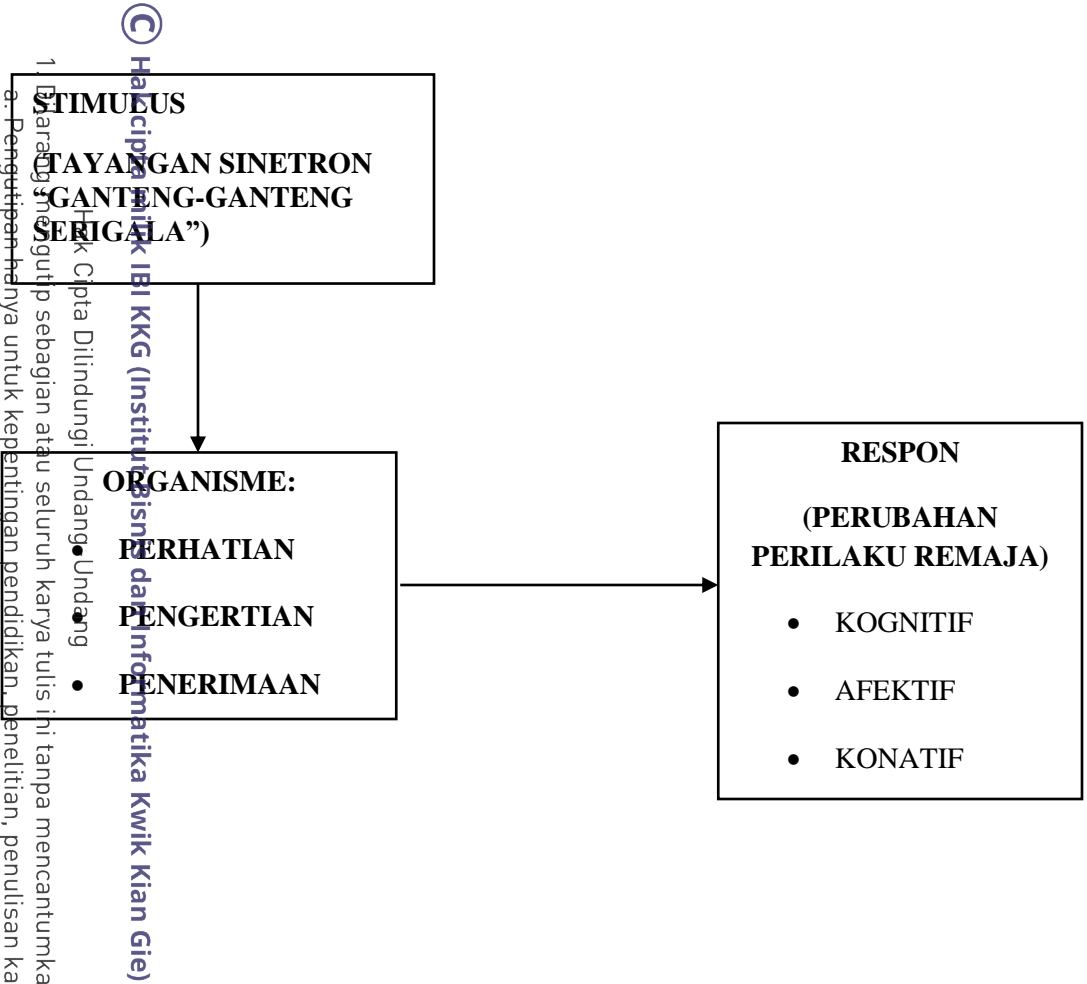 STIMULUS
(TAYANGAN SINETRON
“GANTENG-GANTENG
SERIGALA”)
ORGANISME:
• PERHATIAN
• PENGERTIAN
• PENERIMAAN
RESPON
(PERUBAHAN
PERILAKU REMAJA)
• KOGNITIF
• AFEKTIF
• KONATIF
© Hak cipta milik IBI KKG (Institut Bisnis dan Informatika Kwik Kian Gie)
Hak Cipta Dilindungi Undang-Undang
1. Dilarang mengutip sebagian atau seluruh karya tulis ini tanpa mencantumka
a. Pengutipan hanya untuk kepentingan pendidikan, penelitian, penulisan ka